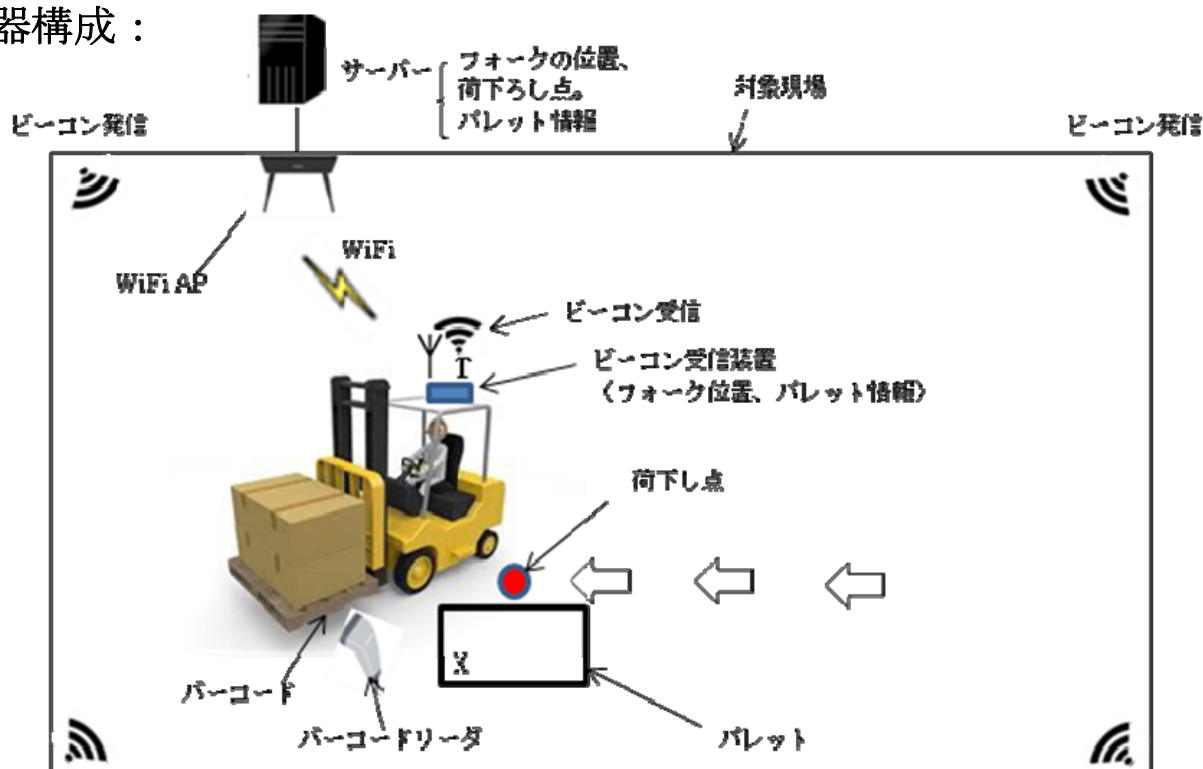 器構成：
サーバー
フォークの位置、
荷下ろし点。
パレット情報
対象現場
ビーコン発信
ビーコン発信
WiFi
WiFi AP
ビーコン受信
ビーコン受信装置
（フォーク位置、パレット情報）
荷下し点
X
バーコード
バーコードリーダ
パレット